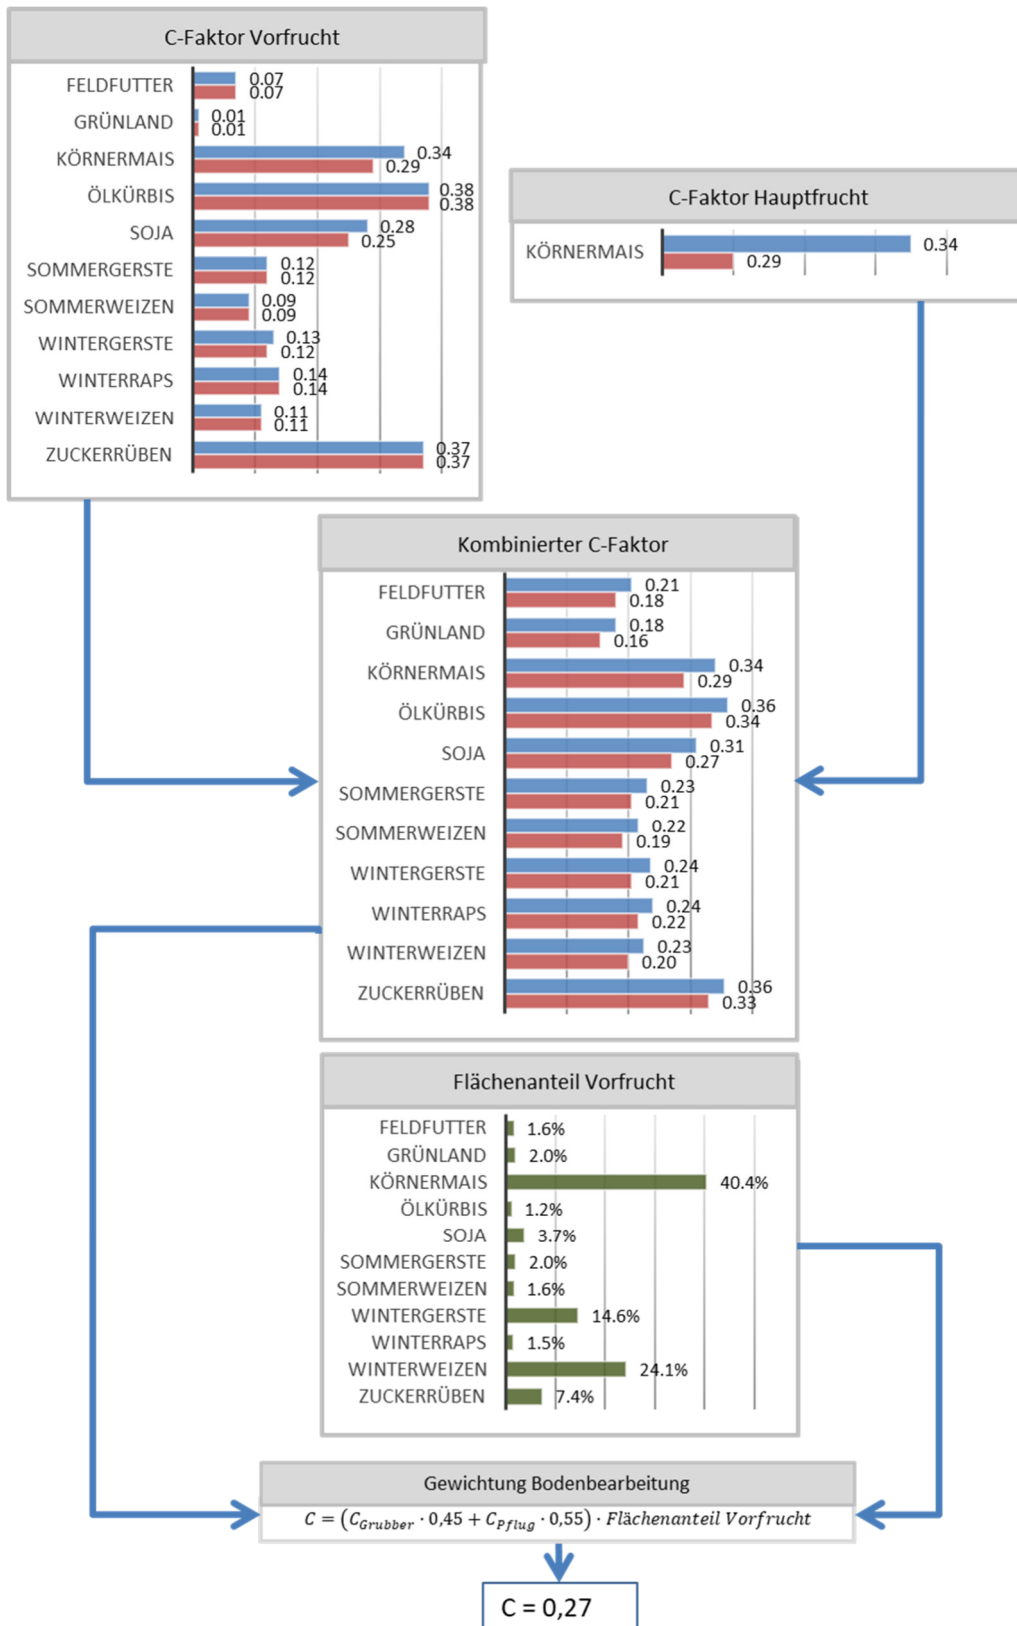 C-Faktor Vorfrucht
FELDFUTTER 0.07 0.07
GRÜNLAND 0.01 0.01
KÖRNERMAIS 0.34 0.29
ÖLKÜRBIS 0.38 0.38
SOJA 0.28 0.25
SOMMERGERSTE 0.12 0.12
SOMMERWEIZEN 0.09 0.09
WINTERGERSTE 0.13 0.12
WINTERRAPS 0.14 0.14
WINTERWEIZEN 0.11 0.11
ZUCKERRÜBEN 0.37 0.37
C-Faktor Hauptfrucht
KÖRNERMAIS 0.34 0.29
Kombinierter C-Faktor
FELDFUTTER 0.21 0.18
GRÜNLAND 0.18 0.16
KÖRNERMAIS 0.34 0.29
ÖLKÜRBIS 0.36 0.34
SOJA 0.31 0.27
SOMMERGERSTE 0.23 0.21
SOMMERWEIZEN 0.22 0.19
WINTERGERSTE 0.24 0.21
WINTERRAPS 0.24 0.22
WINTERWEIZEN 0.23 0.20
ZUCKERRÜBEN 0.36 0.33
Flächenanteil Vorfrucht
FELDFUTTER 1.6%
GRÜNLAND 2.0%
KÖRNERMAIS 40.4%
ÖLKÜRBIS 1.2%
SOJA 3.7%
SOMMERGERSTE 2.0%
SOMMERWEIZEN 1.6%
WINTERGERSTE 14.6%
WINTERRAPS 1.5%
WINTERWEIZEN 24.1%
ZUCKERRÜBEN 7.4%
Gewichtung Bodenbearbeitung
C = (C_Grubber · 0,45 + C_Pflug · 0,55) · Flächenanteil Vorfrucht
C = 0,27